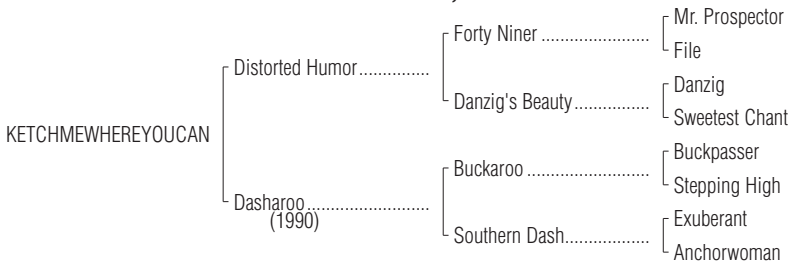 Mr. Prospector
Forty Niner ......................
File
Distorted Humor..............
Danzig
Danzig's Beauty...............
Sweetest Chant
KETCHMEWHEREYOUCAN
Buckpasser
Buckaroo .........................
Stepping High
Dasharoo.........................
(1990)
Exuberant
Southern Dash.................
Anchorwoman